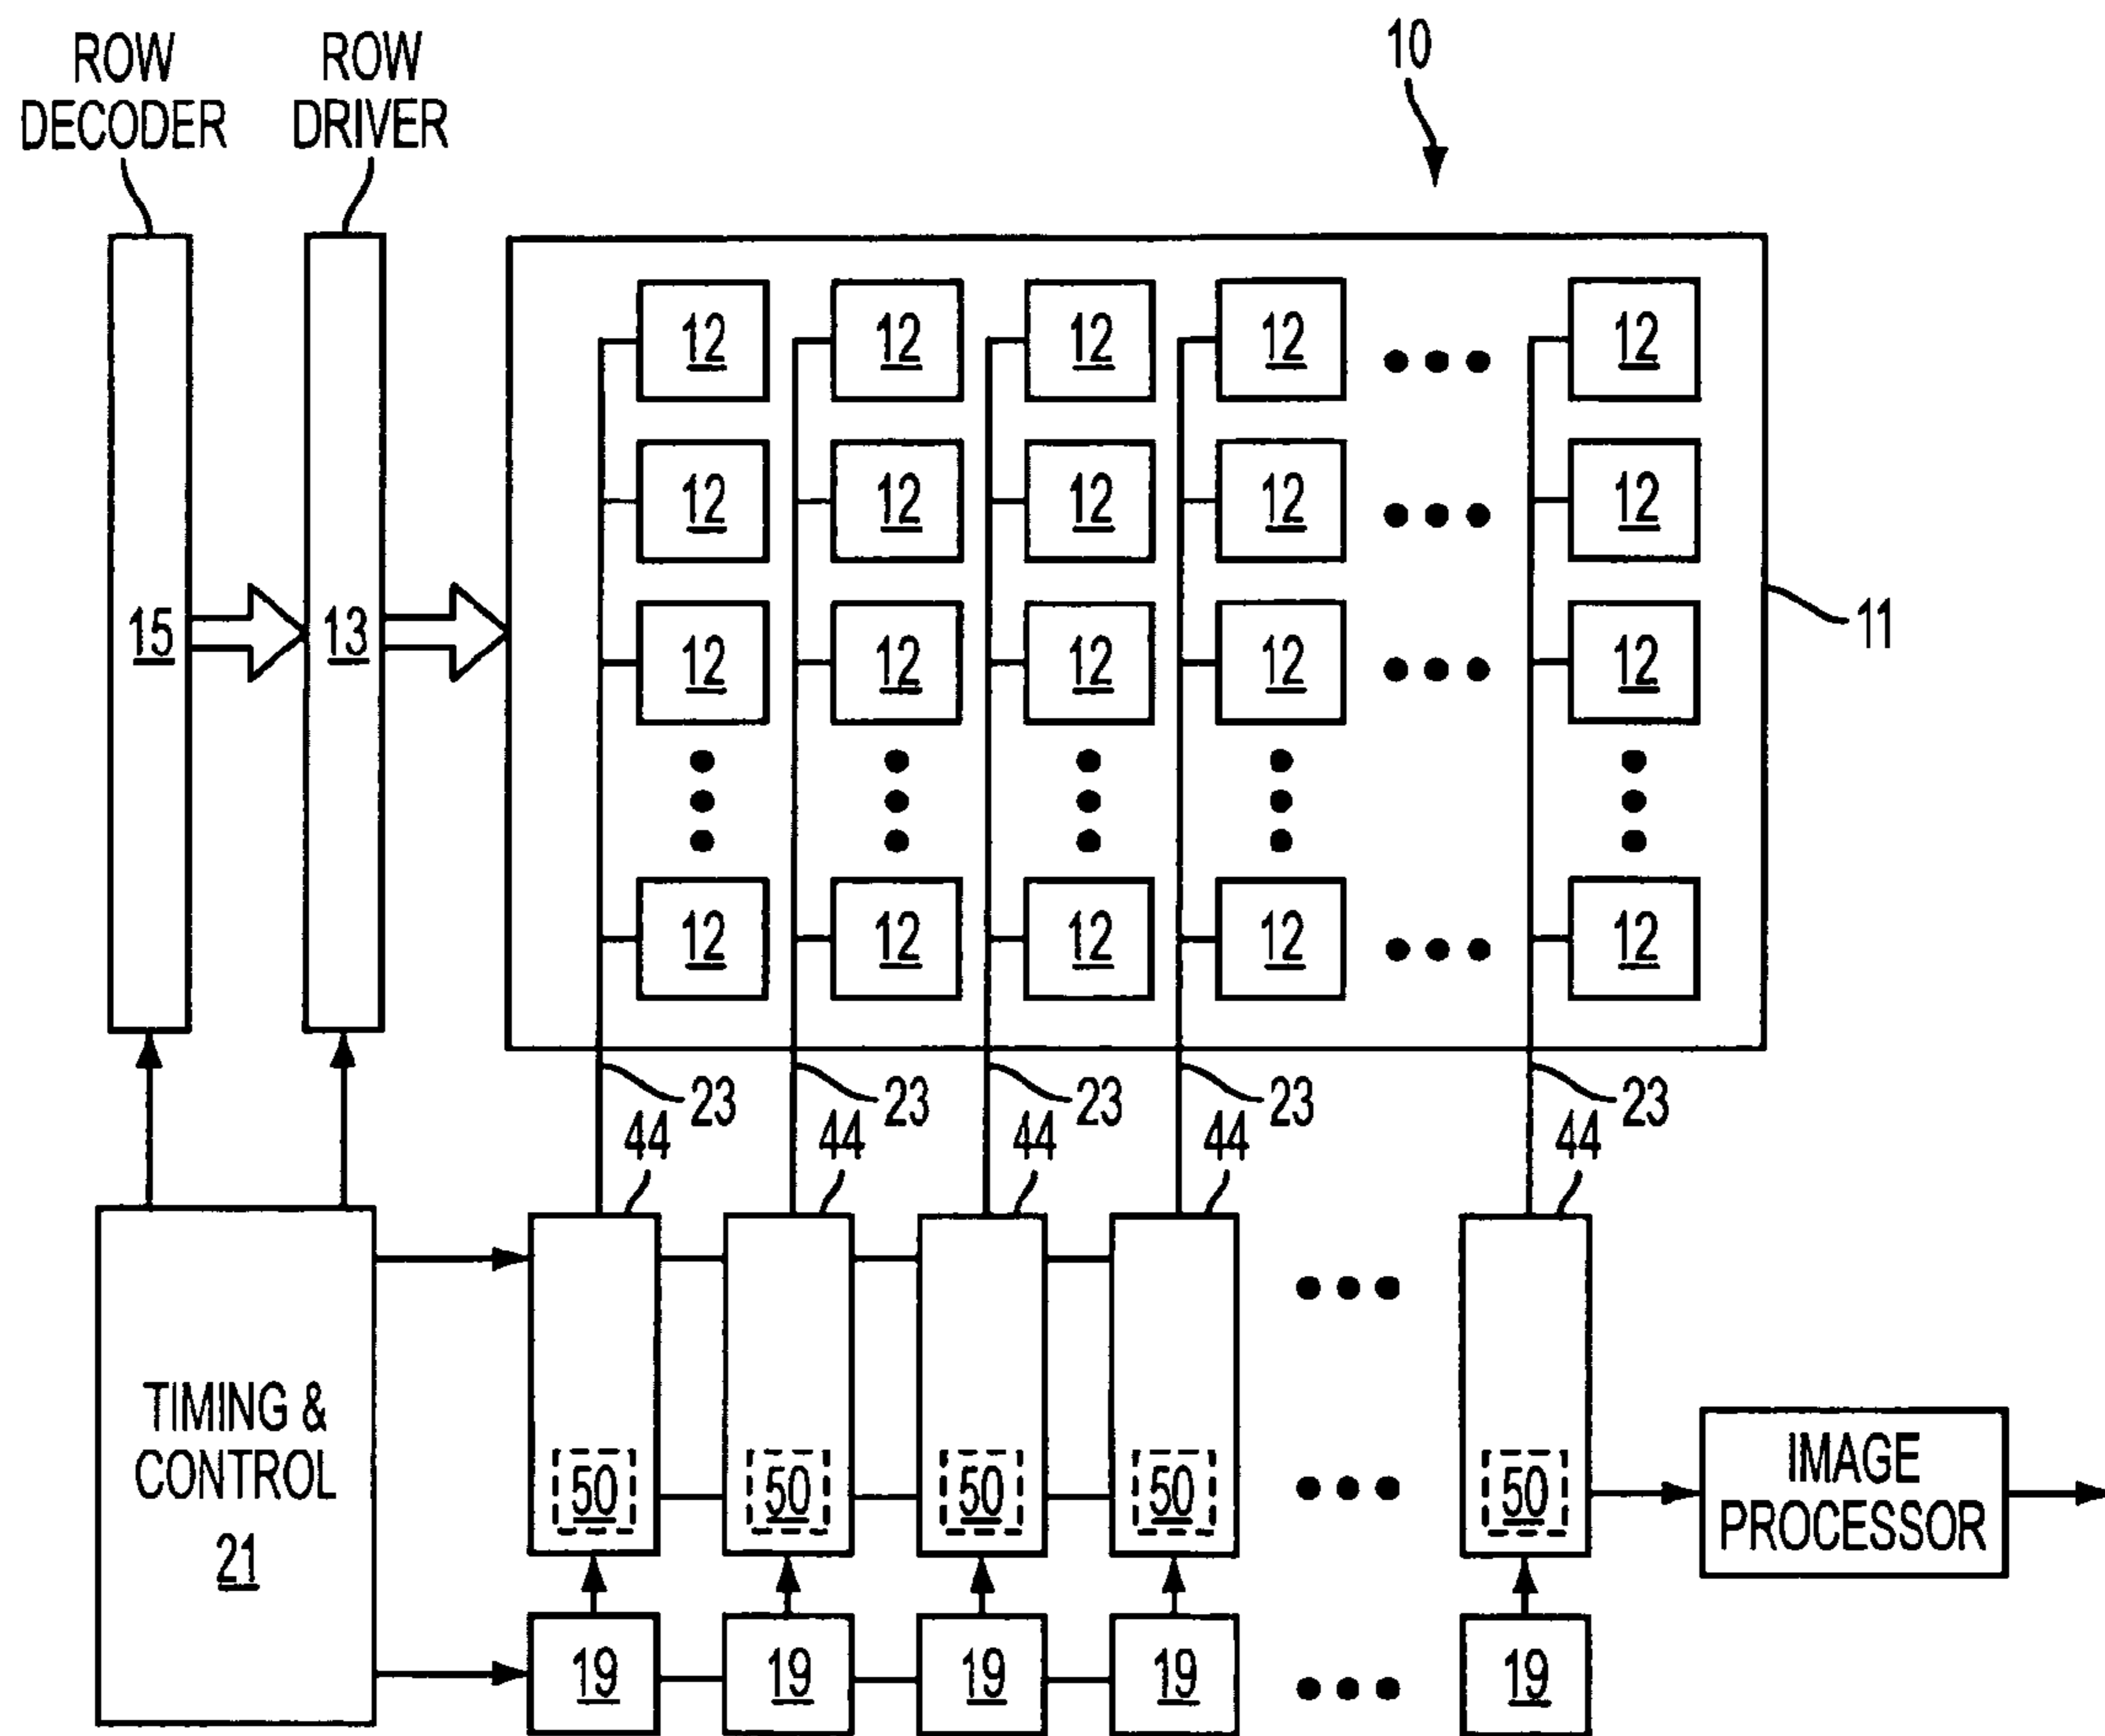 ROW
DECODER
ROW
DRIVER
10
12 12 12 12 12
12 12 12 12 12
15 13 12 12 12 12 12 11
12 12 12 12 12
23 23 23 23 23
44 44 44 44 44
TIMING &
CONTROL
21
50 50 50 50 50
IMAGE
PROCESSOR
19 19 19 19 19